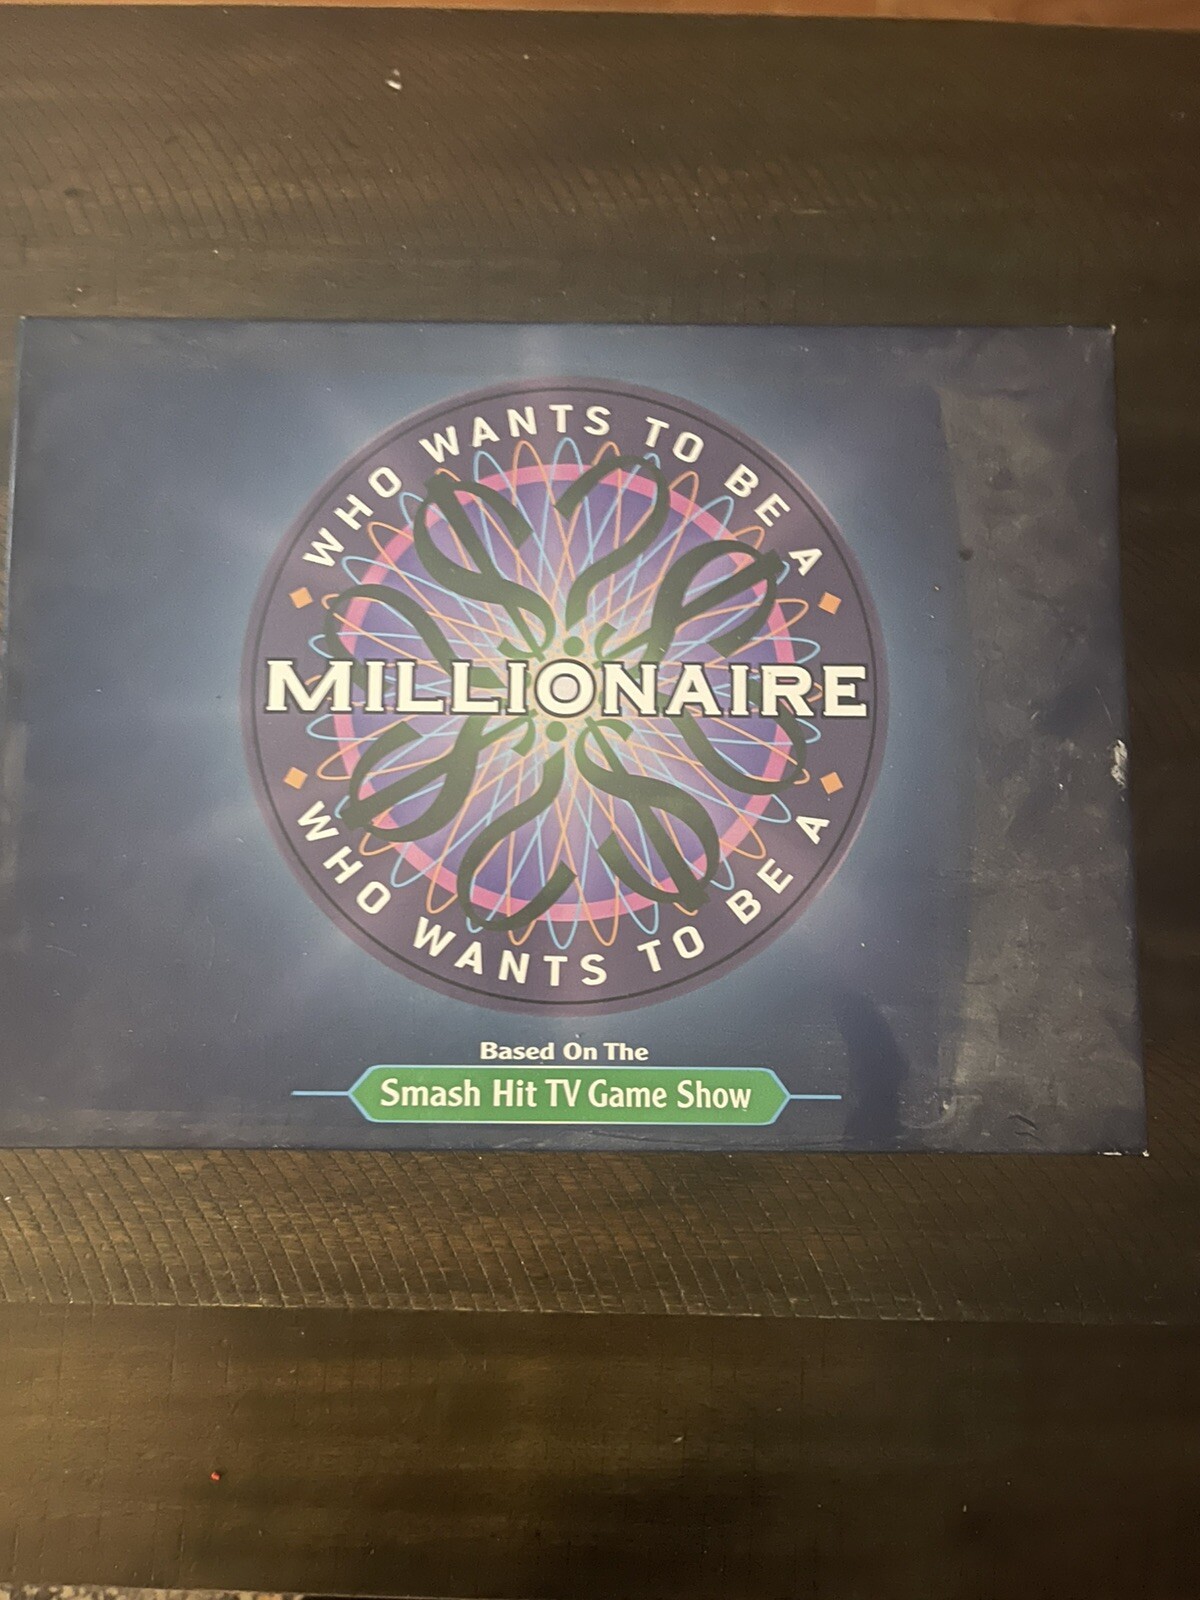 WHO WANTS TO BE A
MILLIONAIRE
WHO WANTS TO BE A
Based On The
Smash Hit TV Game Show